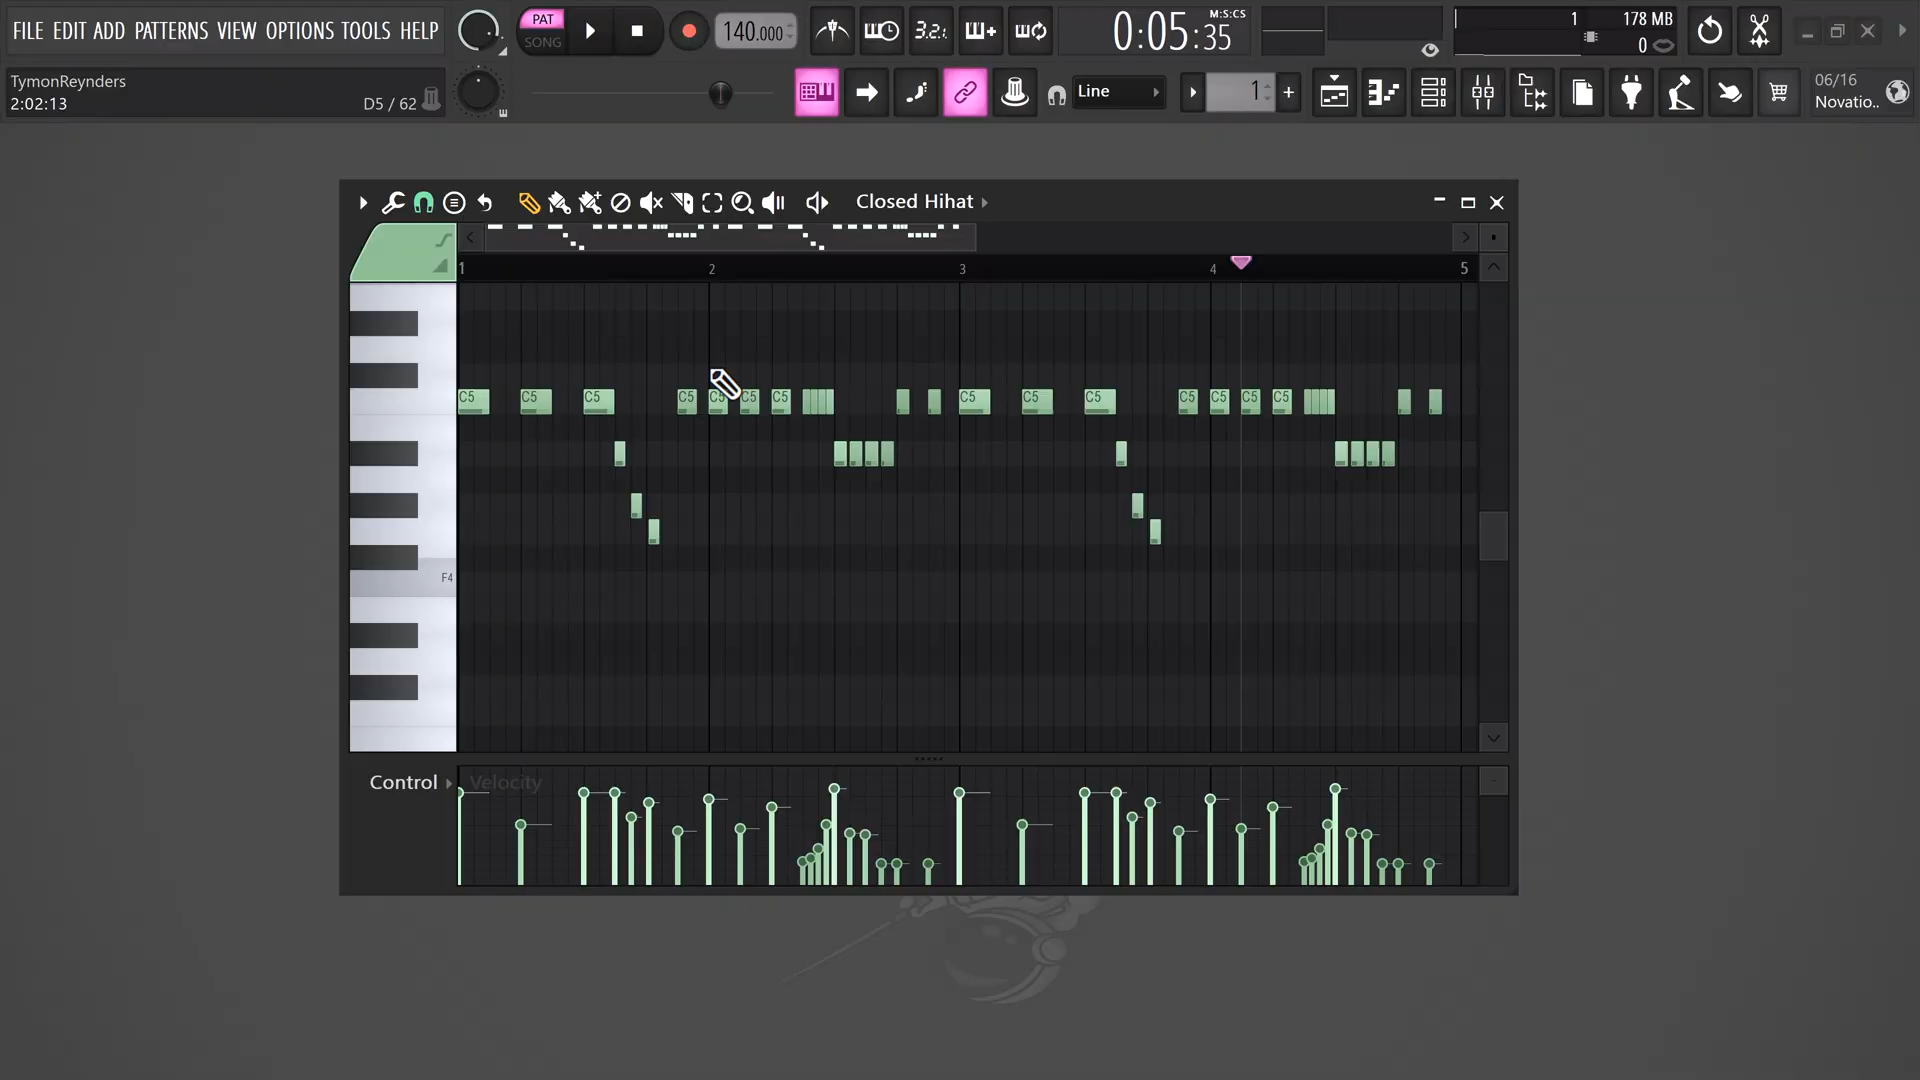 FILE EDIT ADD PATTERNS VIEW OPTIONS TOOLS HELP
PAT
SONG
140.000
3.2.
0:05:35
M:S:CS
1
178 MB
0
TymonReynders
2:02:13
D5 / 62
Line
1
06/16
Novatio..
Closed Hihat
1 2 3 4 5
C5 C5 C5 C5 C5 C5 C5 C5 C5 C5 C5 C5 C5 C5
F4
Control
Velocity